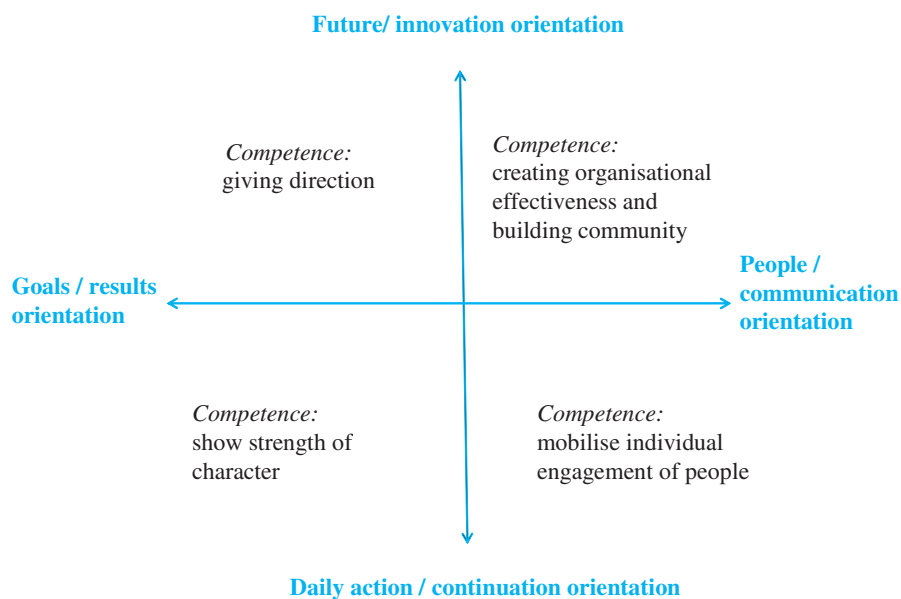 Future/ innovation orientation
Competence:
giving direction
Competence:
creating organisational
effectiveness and
building community
Goals / results
orientation
People /
communication
orientation
Competence:
show strength of
character
Competence:
mobilise individual
engagement of people
Daily action / continuation orientation